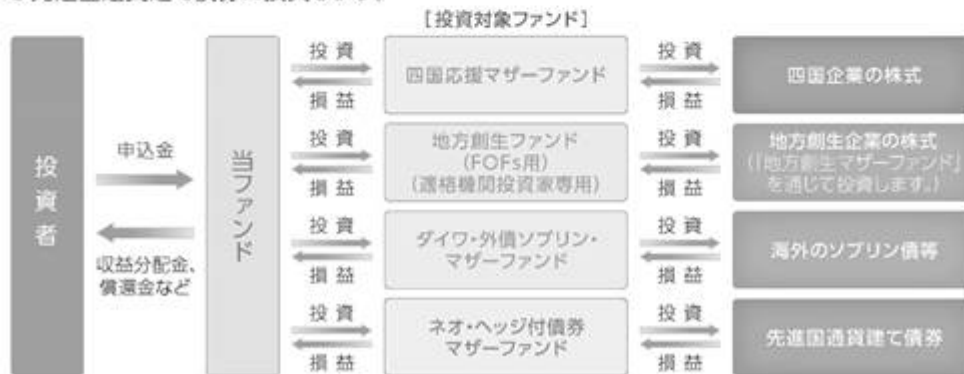 [投資対象ファンド]
投資者
申込金
収益分配金、
償還金など
当ファンド
投資
損益
四国応援マザーファンド
投資
損益
四国企業の株式
投資
損益
地方創生ファンド
(FOFs用)
(適格機関投資家専用)
投資
損益
地方創生企業の株式
(「地方創生マザーファンド」
を通じて投資します。)
投資
損益
ダイワ・外債ソブリン・
マザーファンド
投資
損益
海外のソブリン債等
投資
損益
ネオ・ヘッジ付債券
マザーファンド
投資
損益
先進国通貨建て債券